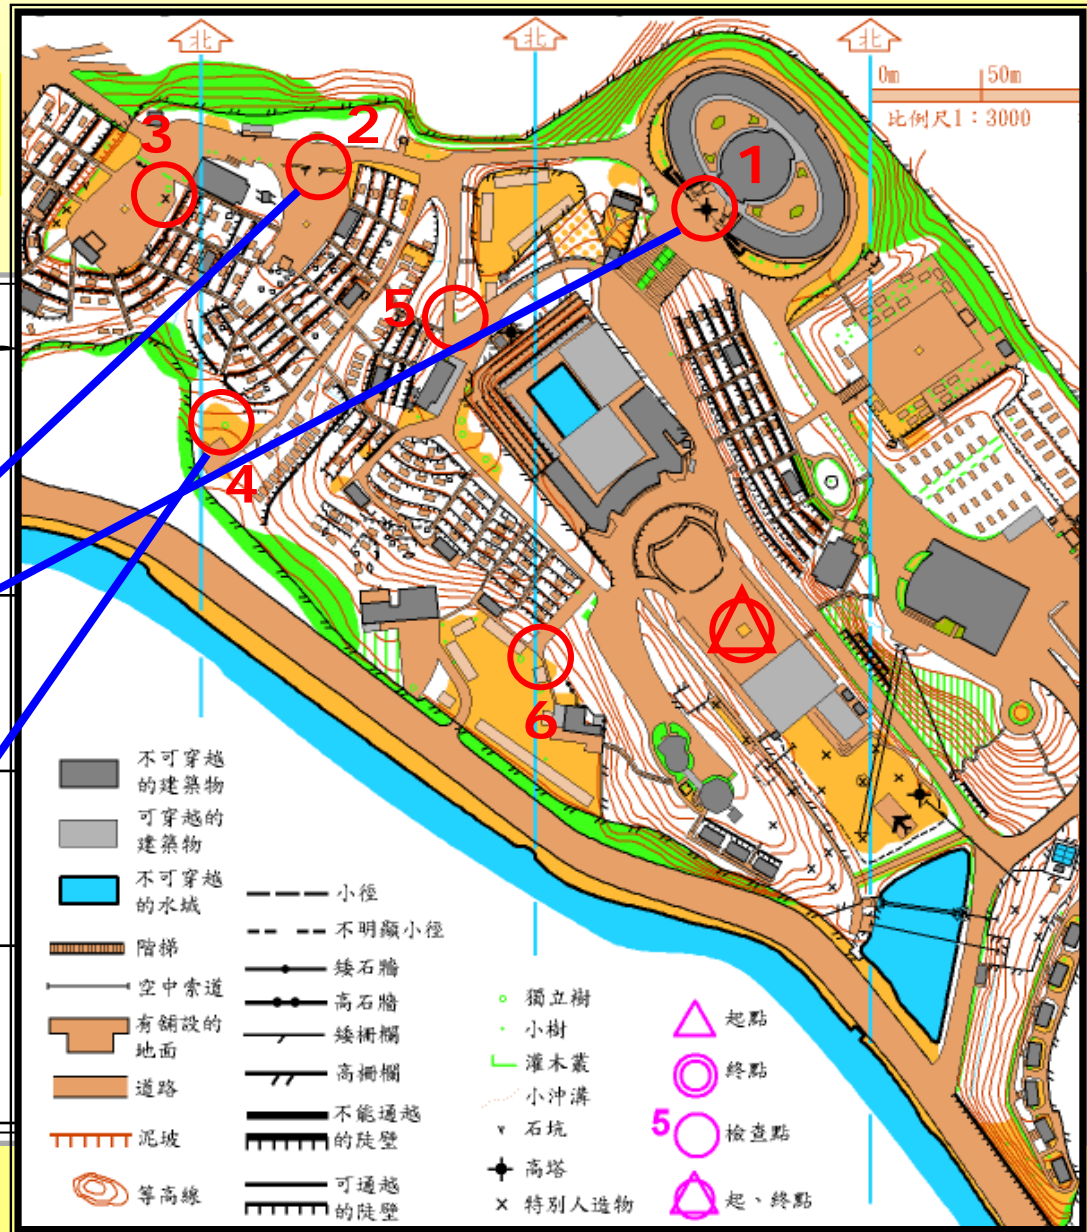 北 北 北
0m 50m
比例尺1：3000
3
2
1
5
4
6
不可穿越
的建築物
可穿越的
建築物
不可穿越
的水域
階梯
空中索道
有舖設的
地面
道路
泥坡
等高線
小徑
不明顯小徑
矮石牆
高石牆
矮柵欄
高柵欄
不能通越
的陡壁
可通越
的陡壁
獨立樹
小樹
灌木叢
小沖溝
石坑
高塔
特別人造物
起點
終點
5 檢查點
起、終點